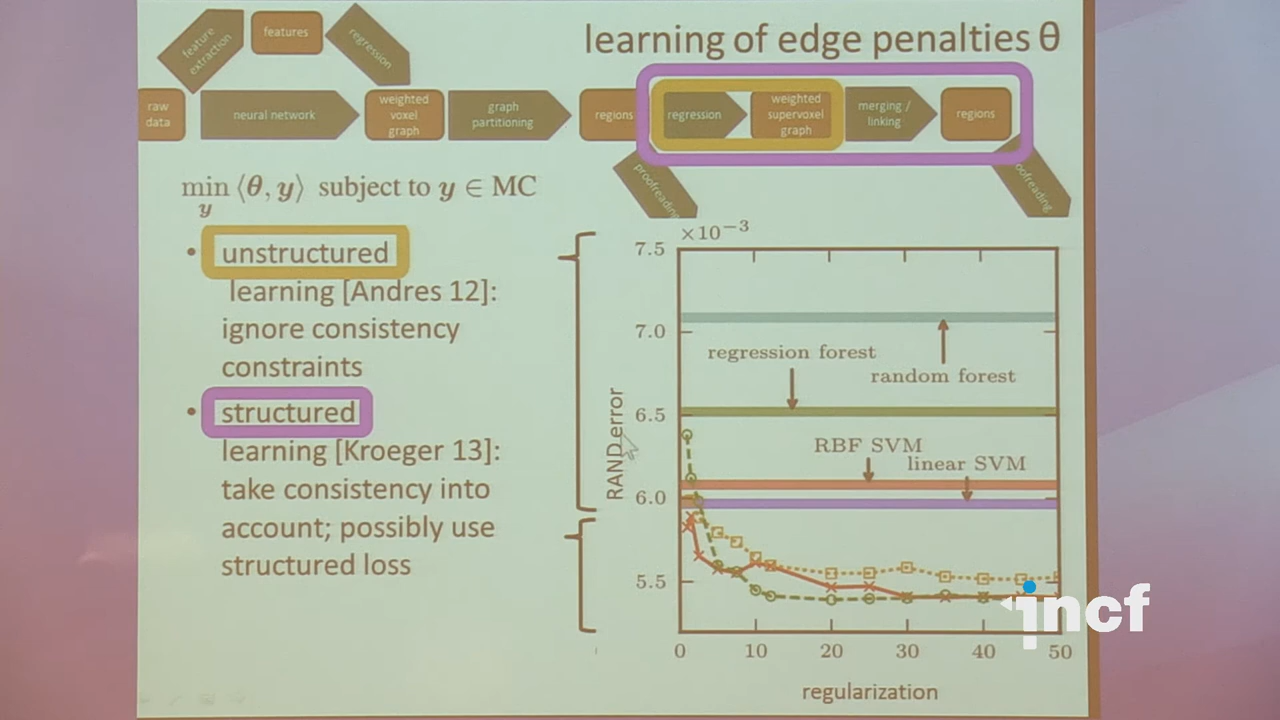 learning of edge penalties θ
feature
extraction
features
regression
raw
data
neural network
weighted
voxel
graph
graph
partitioning
regions
regression
weighted
supervoxel
graph
merging /
linking
regions
proofreading
oofreading
min ⟨θ, y⟩ subject to y ∈ MC
y
• unstructured
learning [Andres 12]:
ignore consistency
constraints
• structured
learning [Kroeger 13]:
take consistency into
account; possibly use
structured loss
×10⁻³
7.5
7.0
6.5
6.0
5.5
RAND error
regression forest
random forest
RBF SVM
linear SVM
0 10 20 30 40 50
regularization
incf